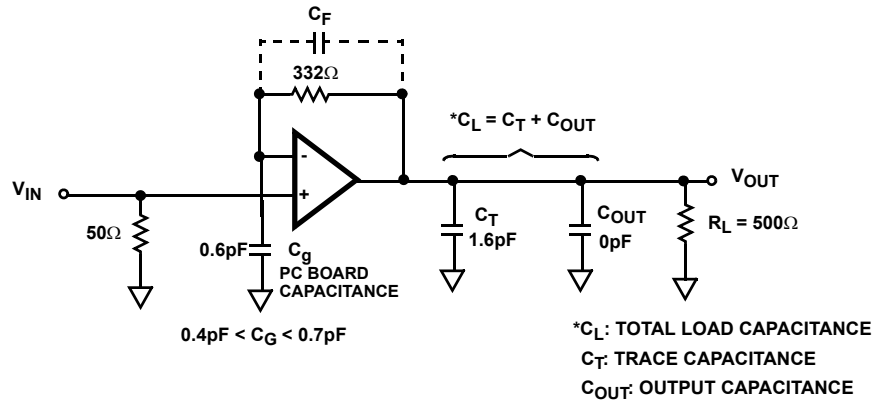 CF
332Ω
*CL = CT + COUT
-
+
VIN
VOUT
50Ω
0.6pF
Cg
PC BOARD
CAPACITANCE
CT
1.6pF
COUT
0pF
RL = 500Ω
0.4pF < CG < 0.7pF
*CL: TOTAL LOAD CAPACITANCE
CT: TRACE CAPACITANCE
COUT: OUTPUT CAPACITANCE